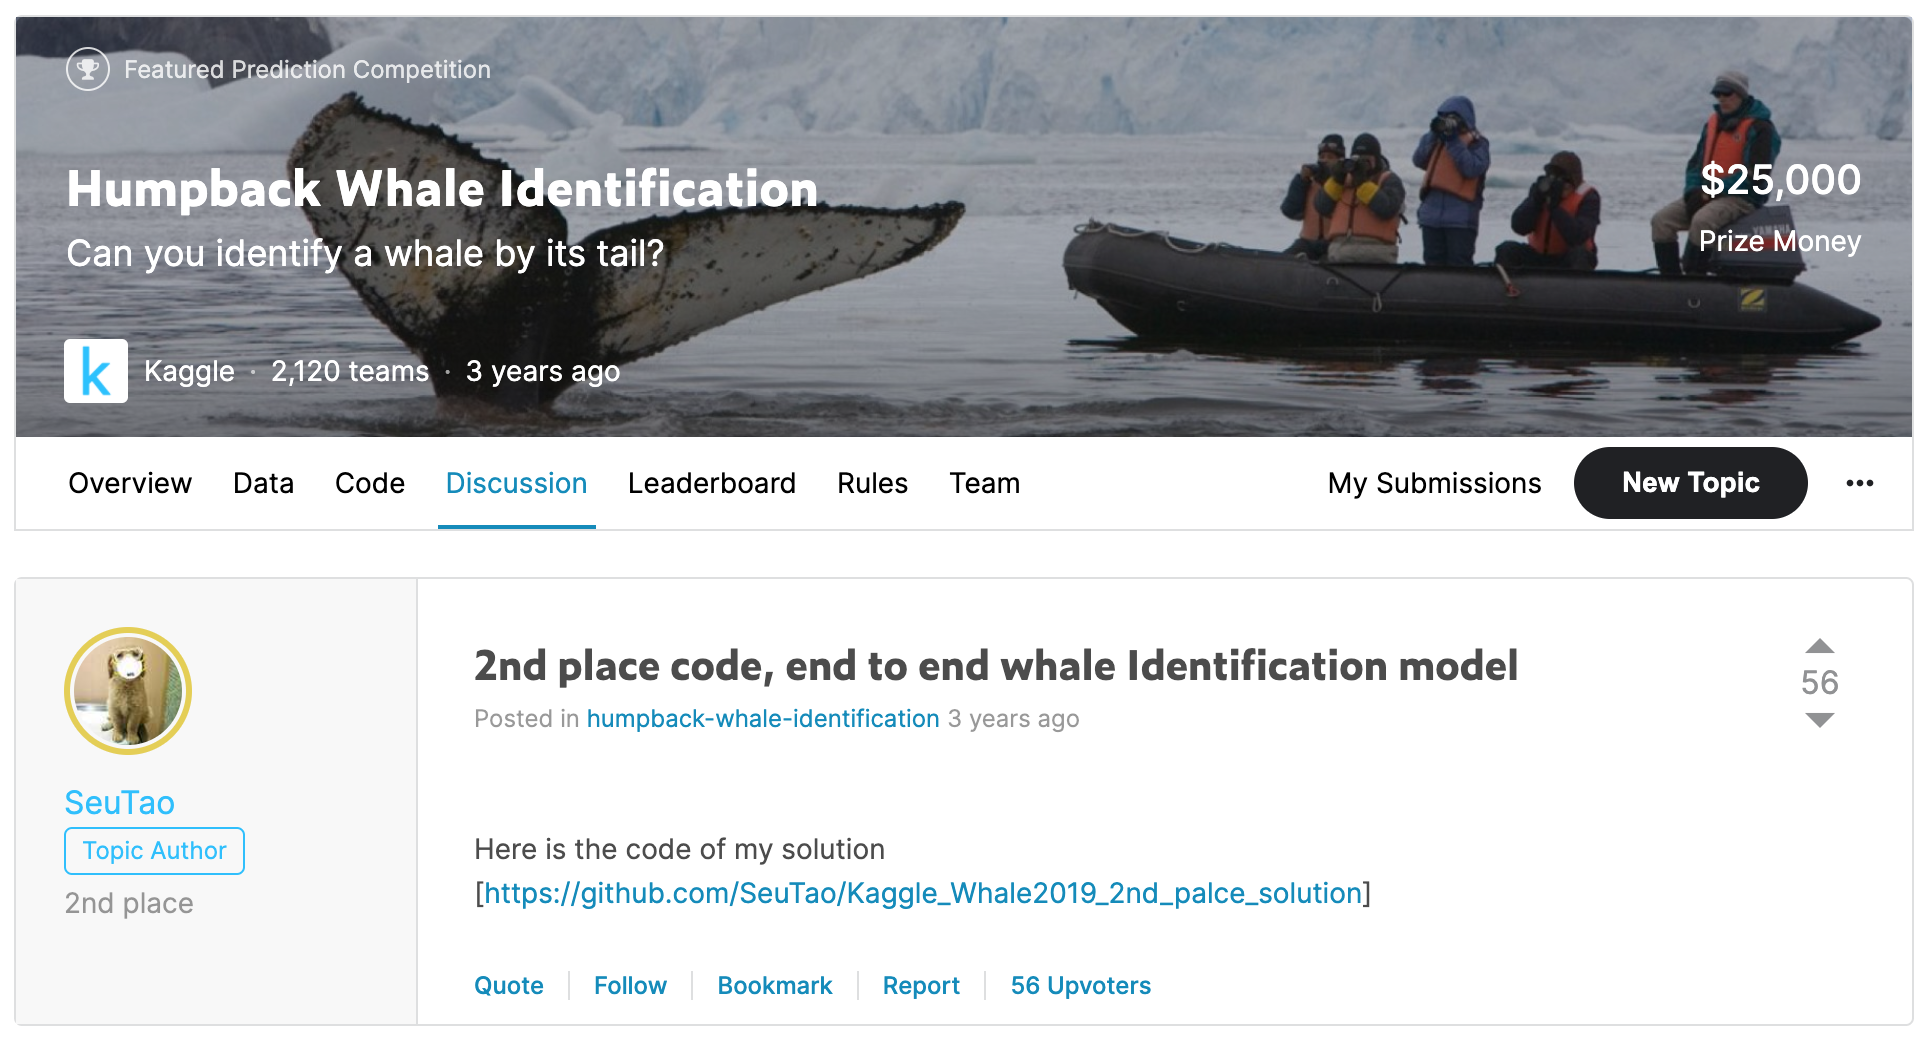 Featured Prediction Competition
Humpback Whale Identification
$25,000
Can you identify a whale by its tail?
Prize Money
YAMAHA
k
Kaggle · 2,120 teams · 3 years ago
Overview Data Code Discussion Leaderboard Rules Team My Submissions New Topic
2nd place code, end to end whale Identification model
Posted in humpback-whale-identification 3 years ago
56
SeuTao
Topic Author
2nd place
Here is the code of my solution
[https://github.com/SeuTao/Kaggle_Whale2019_2nd_palce_solution]
Quote Follow Bookmark Report 56 Upvoters